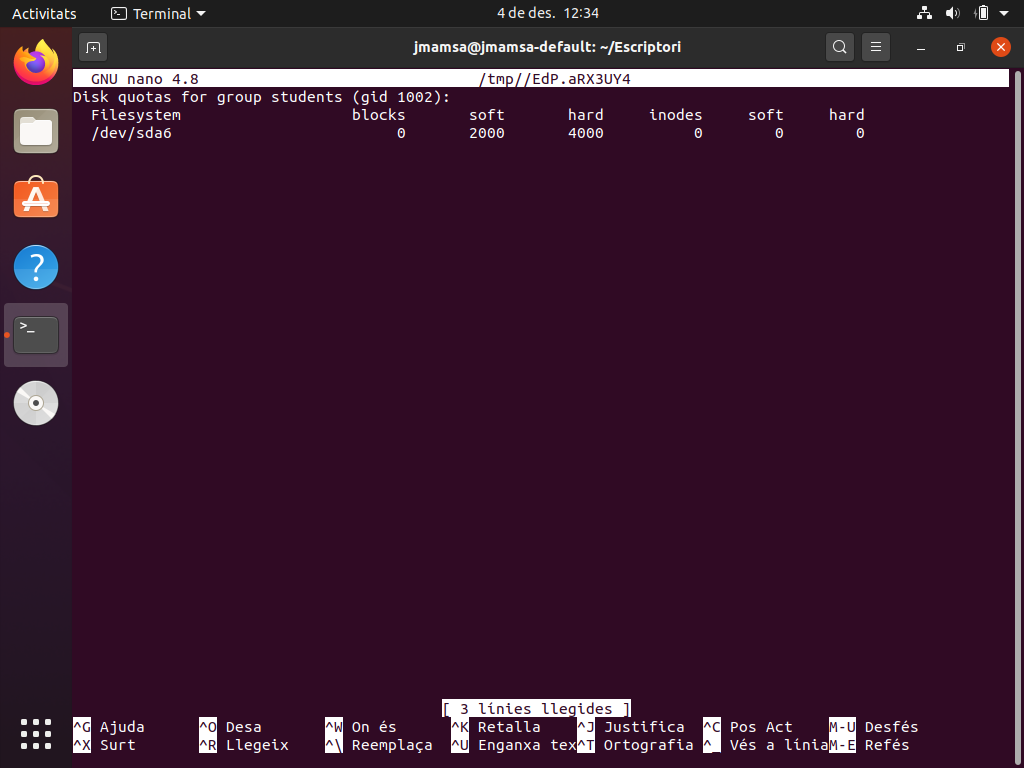 Activitats Terminal 4 de des. 12:34
jmamsa@jmamsa-default: ~/Escriptori
GNU nano 4.8 /tmp//EdP.aRX3UY4
Disk quotas for group students (gid 1002):
Filesystem blocks soft hard inodes soft hard
/dev/sda6 0 2000 4000 0 0 0
[ 3 línies llegides ]
^G Ajuda ^O Desa ^W On és ^K Retalla ^J Justifica ^C Pos Act M-U Desfés
^X Surt ^R Llegeix ^\ Reemplaça ^U Enganxa tex^T Ortografia ^_ Vés a líniaM-E Refés